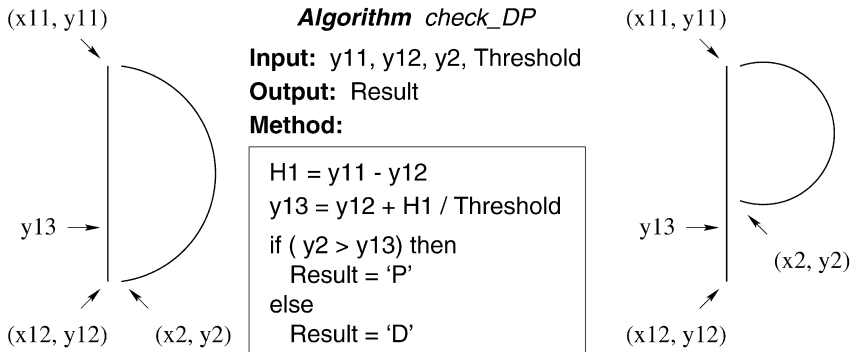 (x11, y11)
y13
(x12, y12)
(x2, y2)
Algorithm check_DP
Input: y11, y12, y2, Threshold
Output: Result
Method:
H1 = y11 - y12
y13 = y12 + H1 / Threshold
if ( y2 > y13) then
Result = ‘P’
else
Result = ‘D’
(x11, y11)
y13
(x2, y2)
(x12, y12)